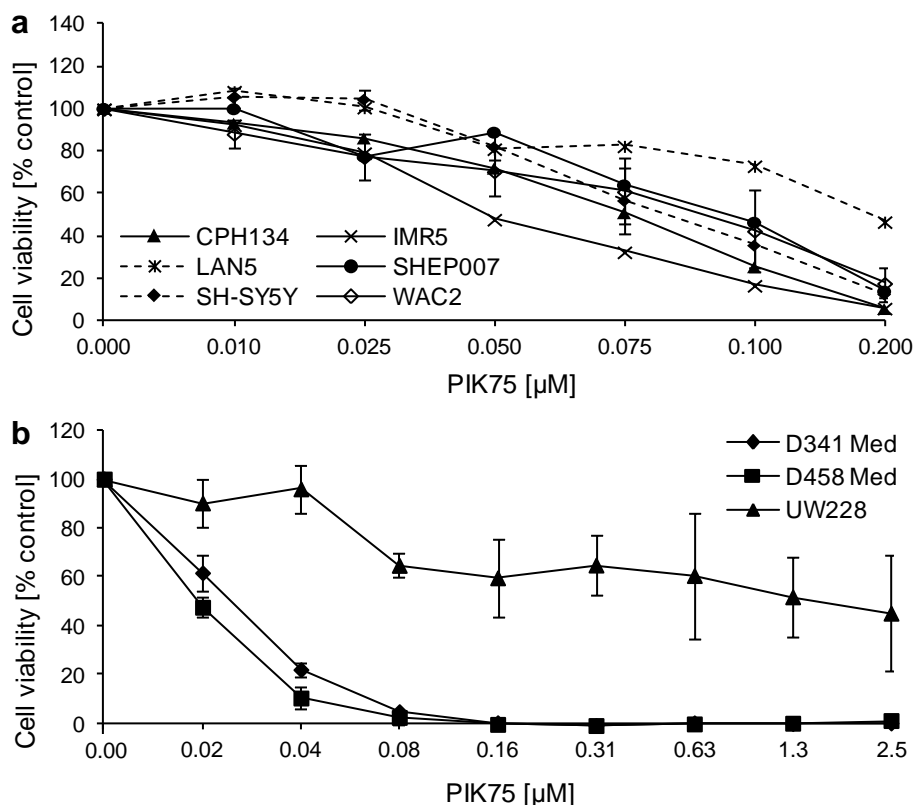 a
Cell viability [% control]
140
120
100
80
60
40
20
0
CPH134
IMR5
LAN5
SHEP007
SH-SY5Y
WAC2
0.000 0.010 0.025 0.050 0.075 0.100 0.200
PIK75 [µM]
b
Cell viability [% control]
120
100
80
60
40
20
0
D341 Med
D458 Med
UW228
0.00 0.02 0.04 0.08 0.16 0.31 0.63 1.3 2.5
PIK75 [µM]